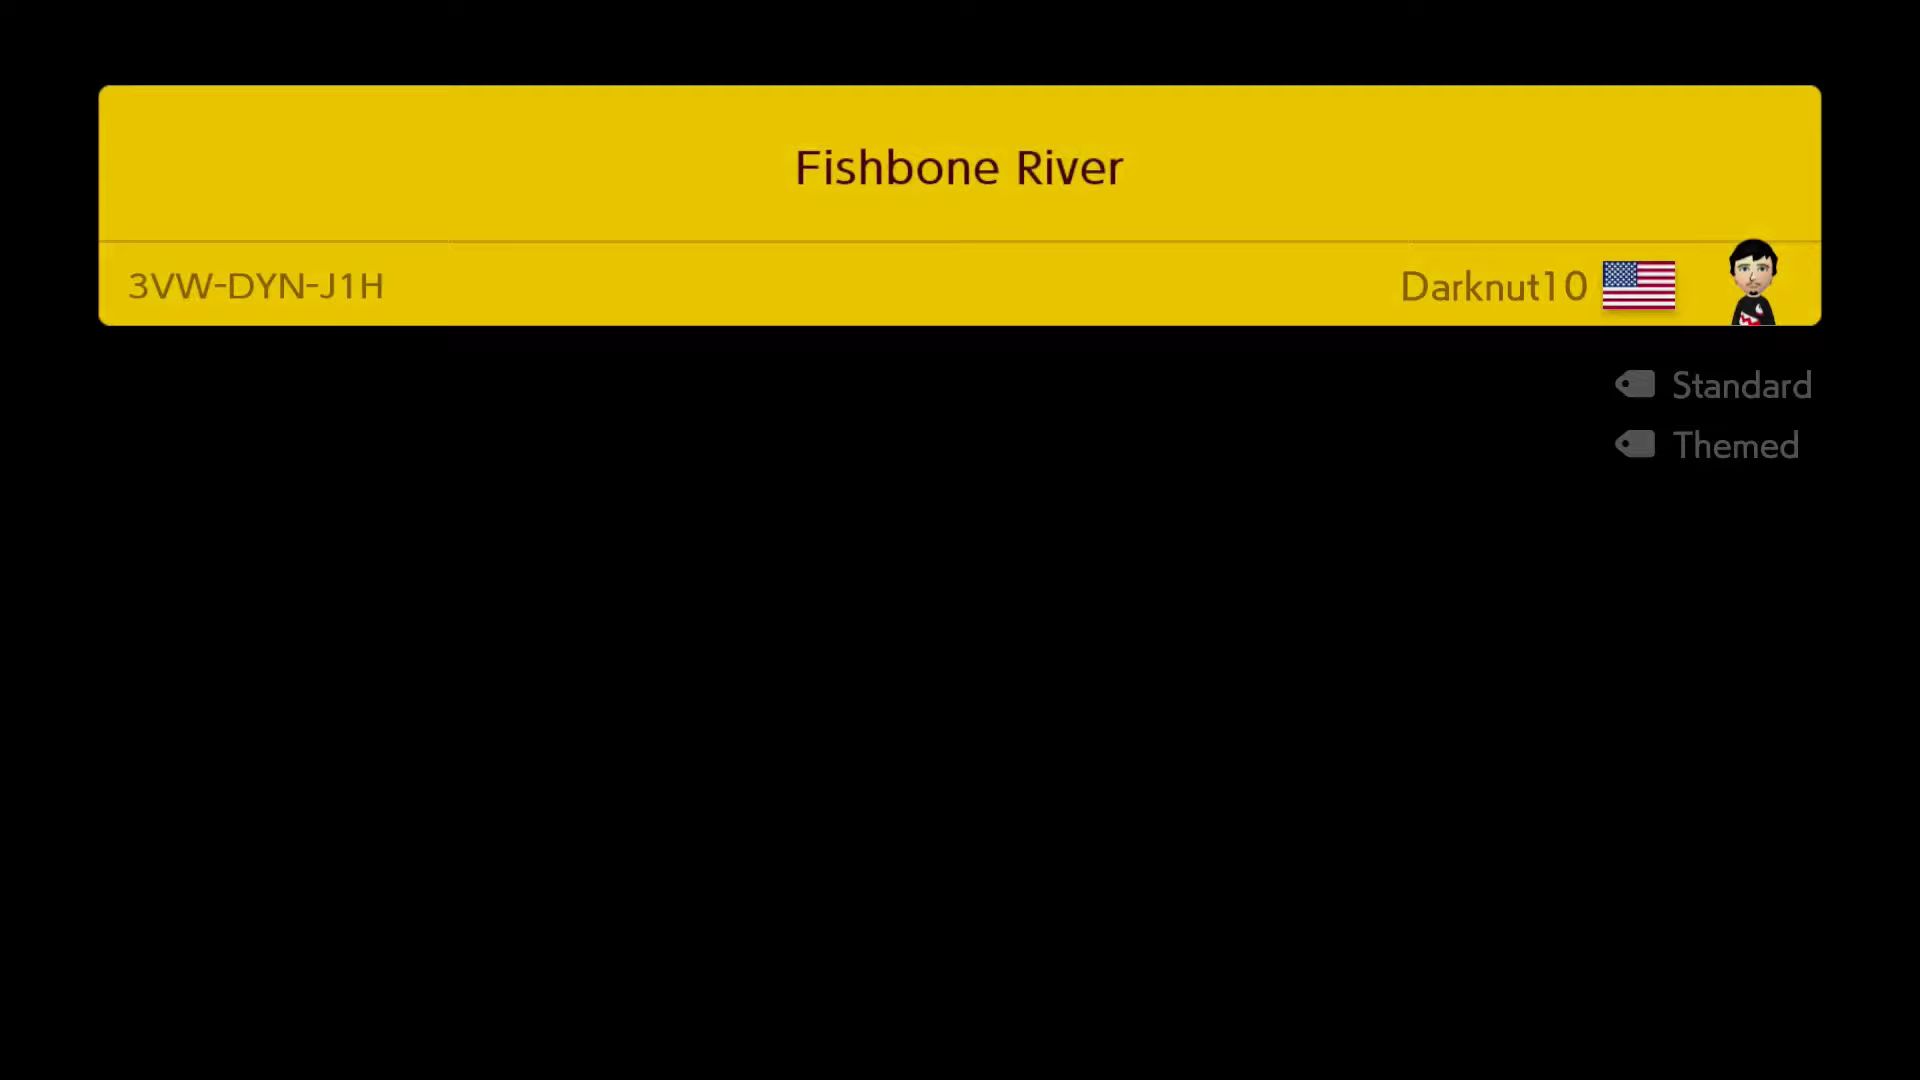 Fishbone River
3VW-DYN-J1H
Darknut10
Standard
Themed